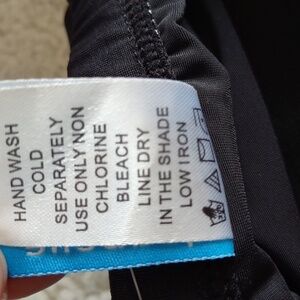 HAND WASH
COLD
SEPARATELY
USE ONLY NON
CHLORINE
BLEACH
LINE DRY
IN THE SHADE
LOW IRON